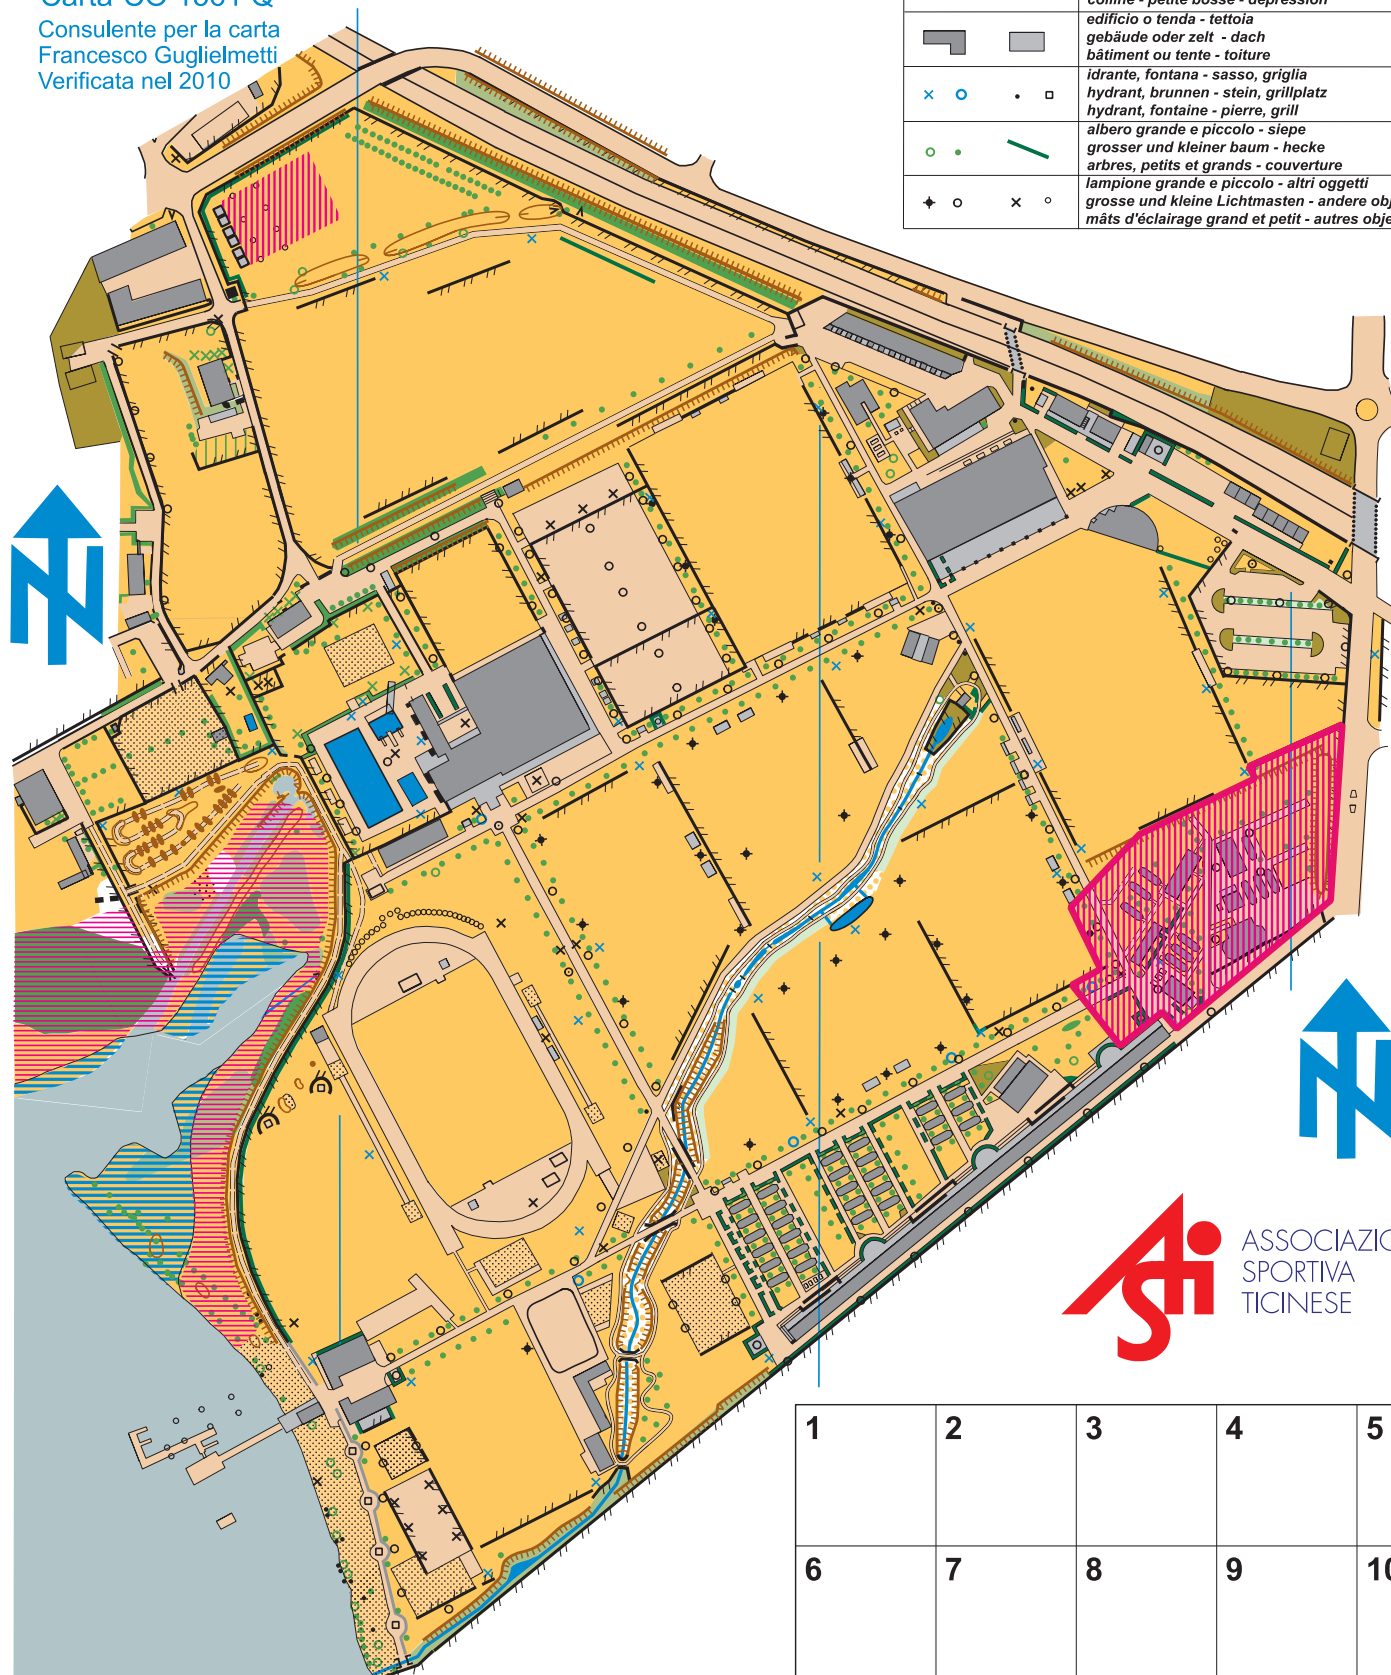 Consulente per la carta
Francesco Guglielmetti
Verificata nel 2010
edificio o tenda - tettoia
gebäude oder zelt - dach
bâtiment ou tente - toiture
idrante, fontana - sasso, griglia
hydrant, brunnen - stein, grillplatz
hydrant, fontaine - pierre, grill
albero grande e piccolo - siepe
grosser und kleiner baum - hecke
arbres, petits et grands - couverture
lampione grande e piccolo - altri oggetti
grosse und kleine Lichtmasten - andere obj
mâts d'éclairage grand et petit - autres obje
N
N
Asti
ASSOCIAZIO
SPORTIVA
TICINESE
1 2 3 4 5
6 7 8 9 10